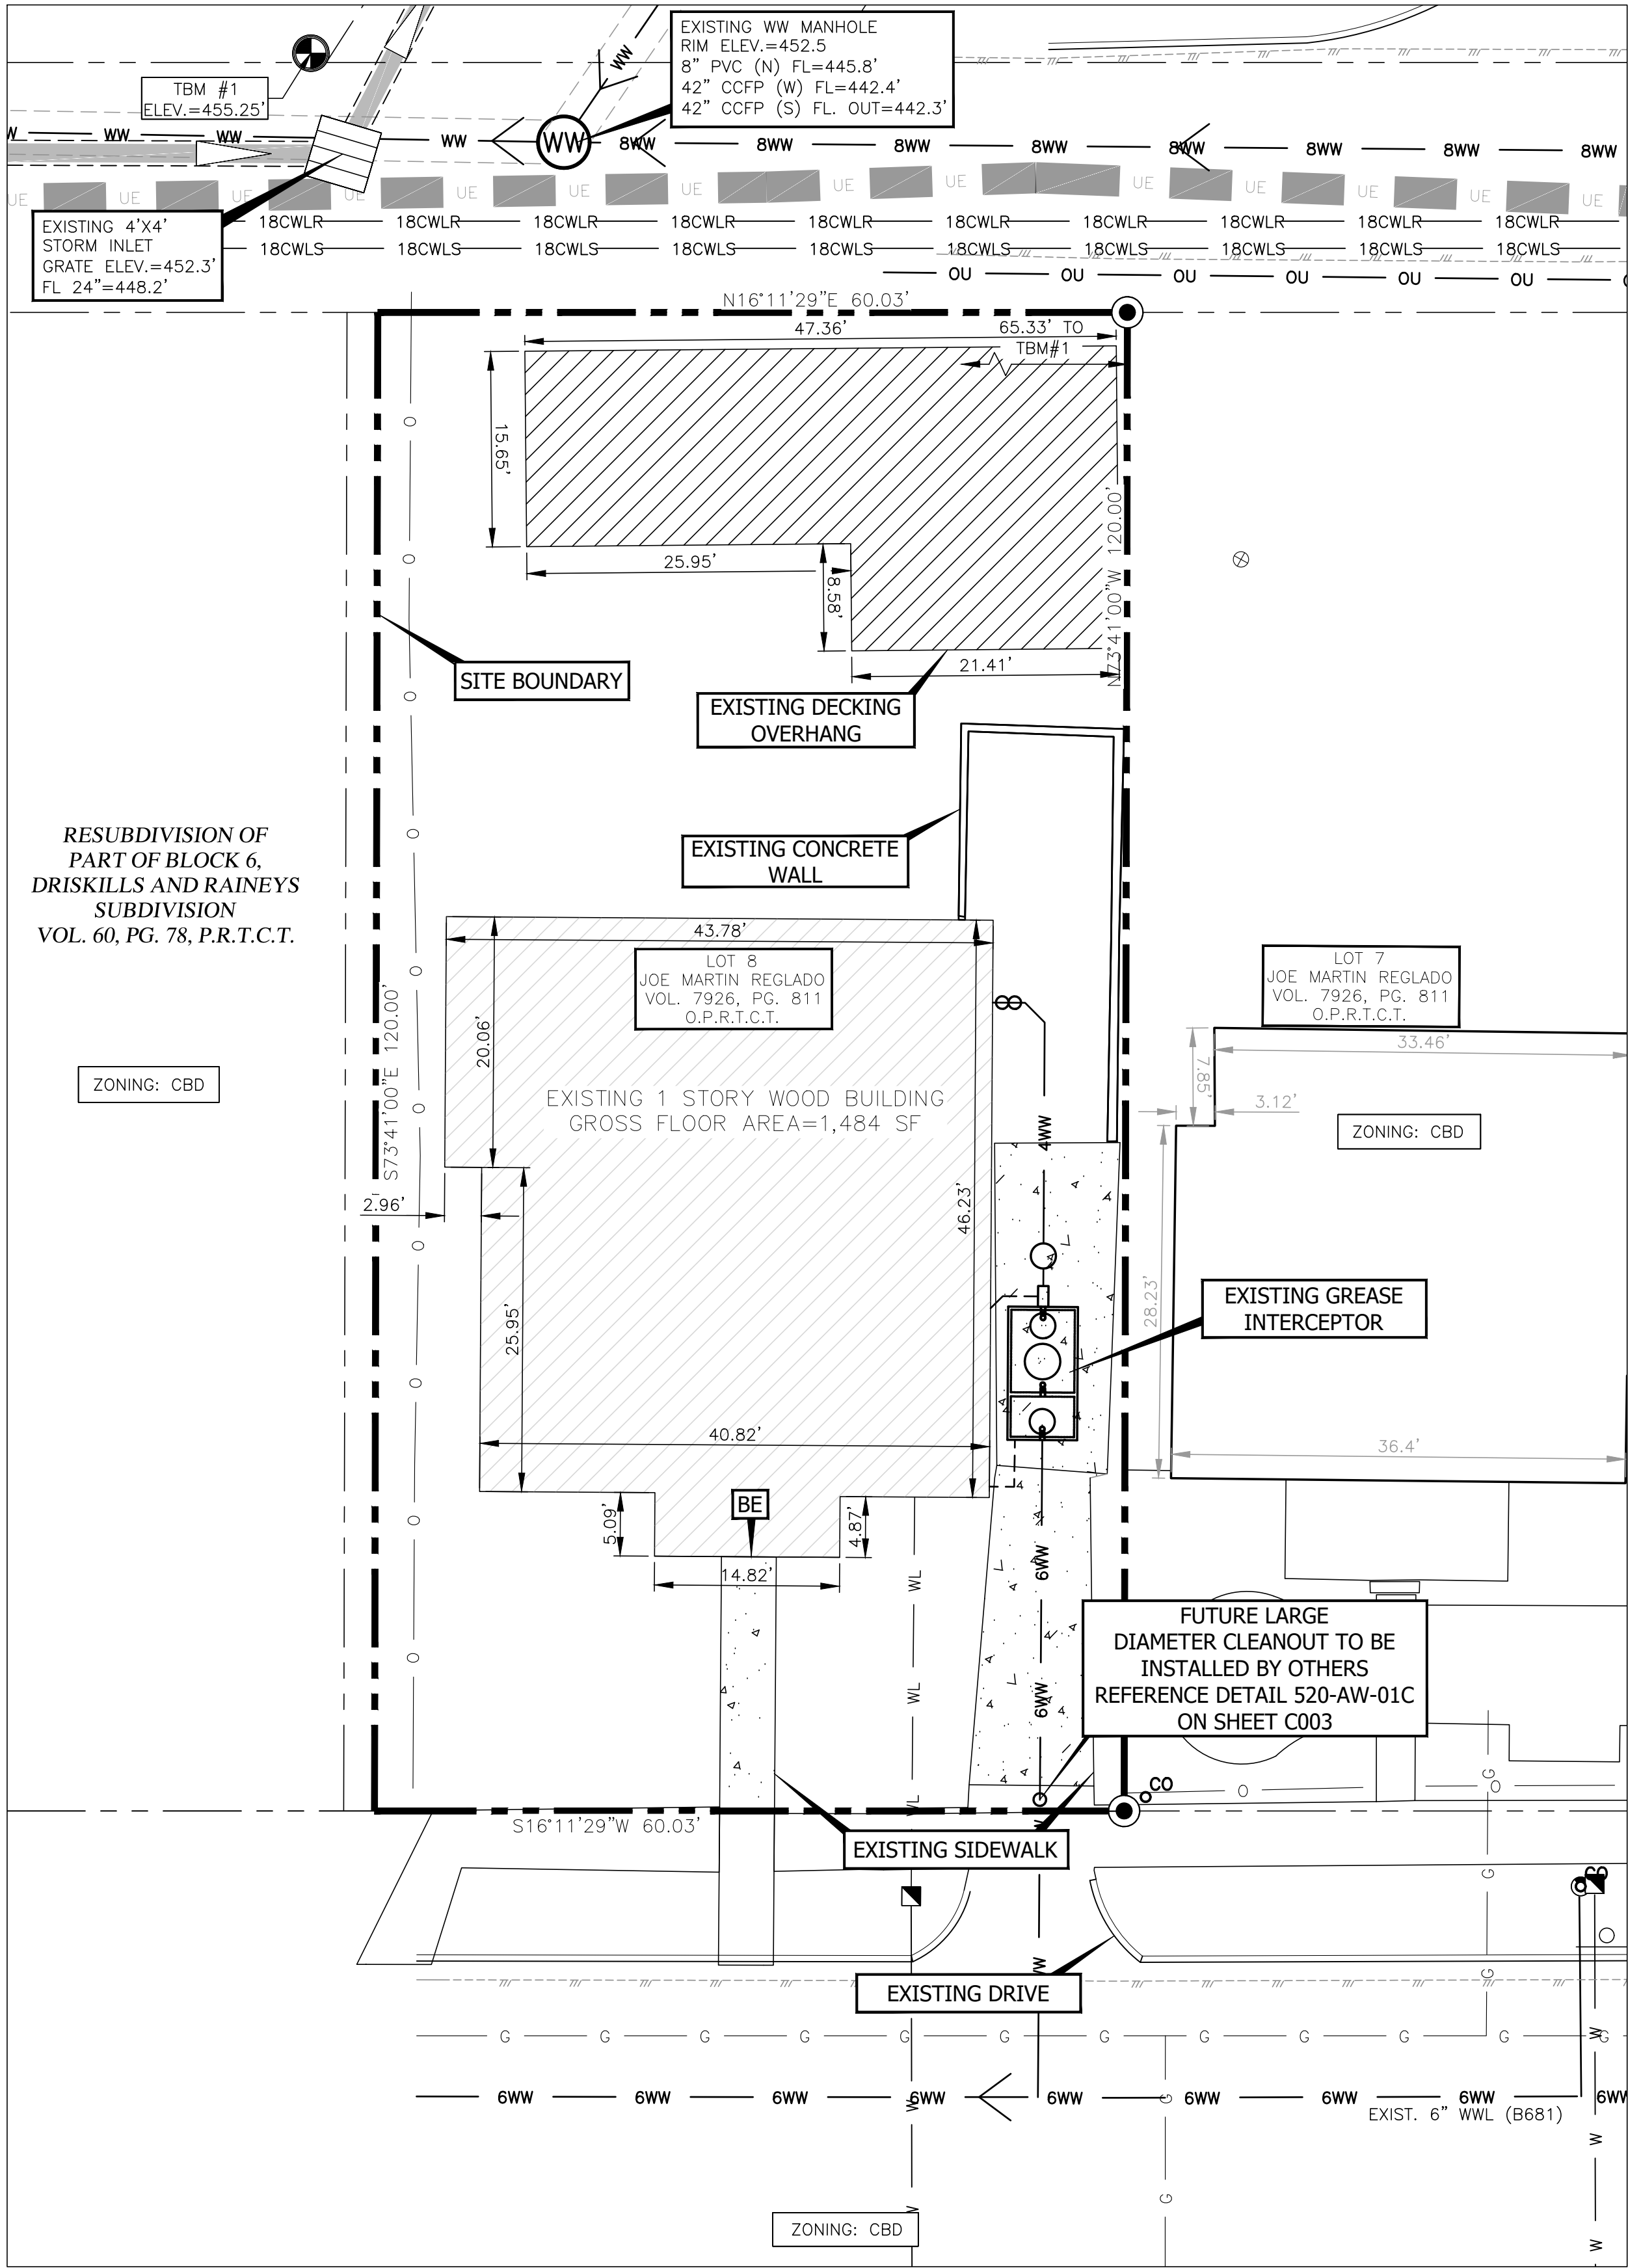 EXISTING WW MANHOLE
RIM ELEV.=452.5
8" PVC (N) FL=445.8'
42" CCFP (W) FL=442.4'
42" CCFP (S) FL. OUT=442.3'
TBM #1
ELEV.=455.25'
WW
W WW WW WW WW 8WW 8WW 8WW 8WW 8WW 8WW 8WW 8WW
UE UE UE UE UE UE UE UE UE UE UE UE UE UE
EXISTING 4'X4'
STORM INLET
GRATE ELEV.=452.3'
FL 24"=448.2'
18CWLR 18CWLR 18CWLR 18CWLR 18CWLR 18CWLR 18CWLR 18CWLR 18CWLR 18CWLR
18CWLS 18CWLS 18CWLS 18CWLS 18CWLS 18CWLS 18CWLS 18CWLS 18CWLS 18CWLS
OU OU OU OU OU OU
N16°11'29"E 60.03'
47.36'
65.33' TO
TBM#1
15.65'
25.95'
8.58'
21.41'
N73°41'00"W 120.00'
SITE BOUNDARY
EXISTING DECKING
OVERHANG
EXISTING CONCRETE
WALL
RESUBDIVISION OF
PART OF BLOCK 6,
DRISKILLS AND RAINEYS
SUBDIVISION
VOL. 60, PG. 78, P.R.T.C.T.
ZONING: CBD
S73°41'00"E 120.00'
43.78'
LOT 8
JOE MARTIN REGLADO
VOL. 7926, PG. 811
O.P.R.T.C.T.
20.06'
EXISTING 1 STORY WOOD BUILDING
GROSS FLOOR AREA=1,484 SF
2.96'
46.23'
25.95'
40.82'
BE
5.09'
4.87'
14.82'
4WW
LOT 7
JOE MARTIN REGLADO
VOL. 7926, PG. 811
O.P.R.T.C.T.
33.46'
7.85'
3.12'
ZONING: CBD
28.23'
EXISTING GREASE
INTERCEPTOR
36.4'
6WW
WL
FUTURE LARGE
DIAMETER CLEANOUT TO BE
INSTALLED BY OTHERS
REFERENCE DETAIL 520-AW-01C
ON SHEET C003
WL
6WW
WL
CO
G
S16°11'29"W 60.03'
EXISTING SIDEWALK
G
CO
EXISTING DRIVE
G
G G G G G G G G G G G G
W
6WW 6WW 6WW 6WW 6WW 6WW 6WW 6WW 6WW
W
G
EXIST. 6" WWL (B681)
W
G
W
ZONING: CBD
W